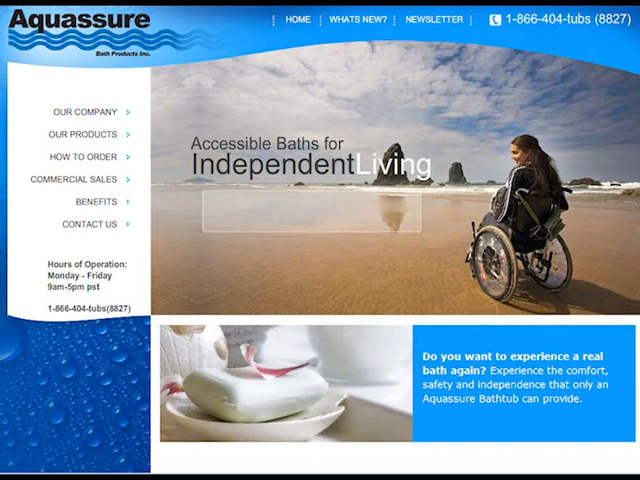 Aquassure
Bath Products Inc.
HOME
WHATS NEW?
NEWSLETTER
1-866-404-tubs (8827)
OUR COMPANY
OUR PRODUCTS
HOW TO ORDER
COMMERCIAL SALES
BENEFITS
CONTACT US
Hours of Operation:
Monday - Friday
9am-5pm pst
1-866-404-tubs(8827)
Accessible Baths for
IndependentLiving
Do you want to experience a real
bath again? Experience the comfort,
safety and independence that only an
Aquassure Bathtub can provide.